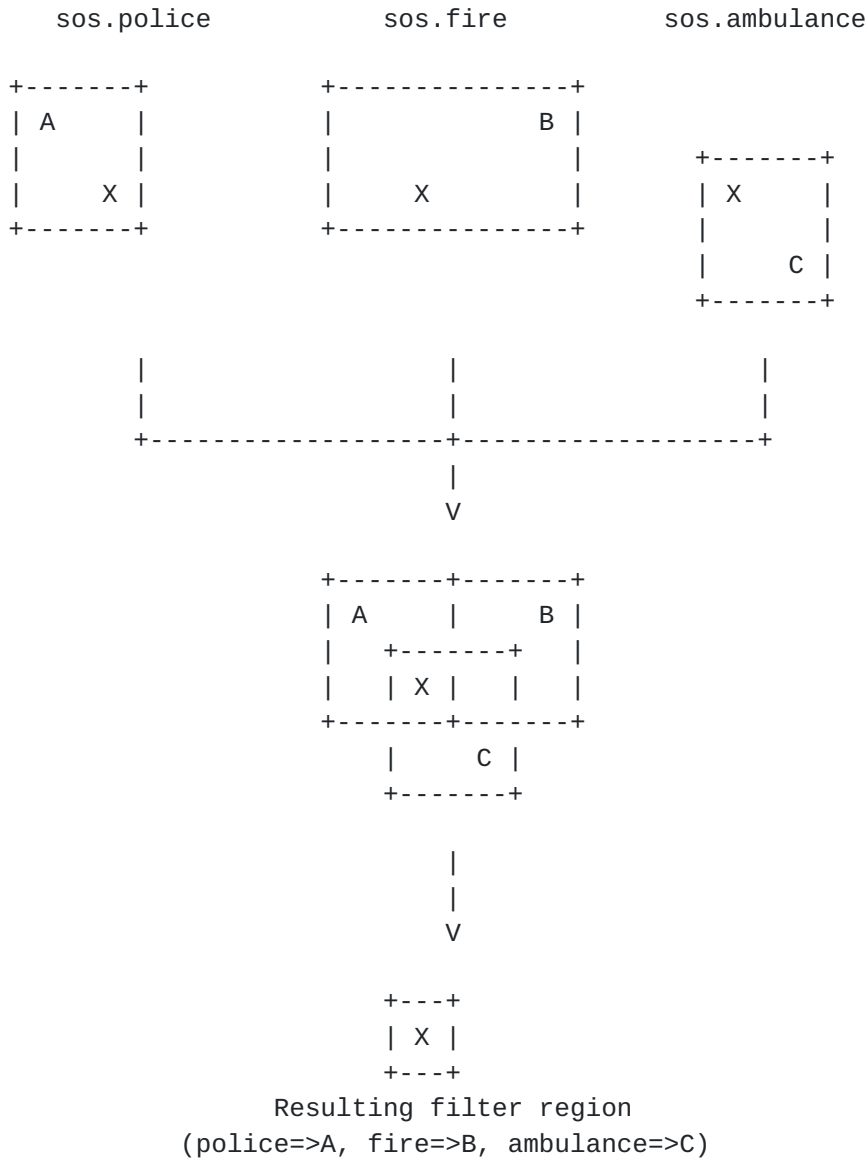 sos.police sos.fire sos.ambulance
A B
X X X
C
V
A B
X
C
V
X
Resulting filter region
(police=>A, fire=>B, ambulance=>C)